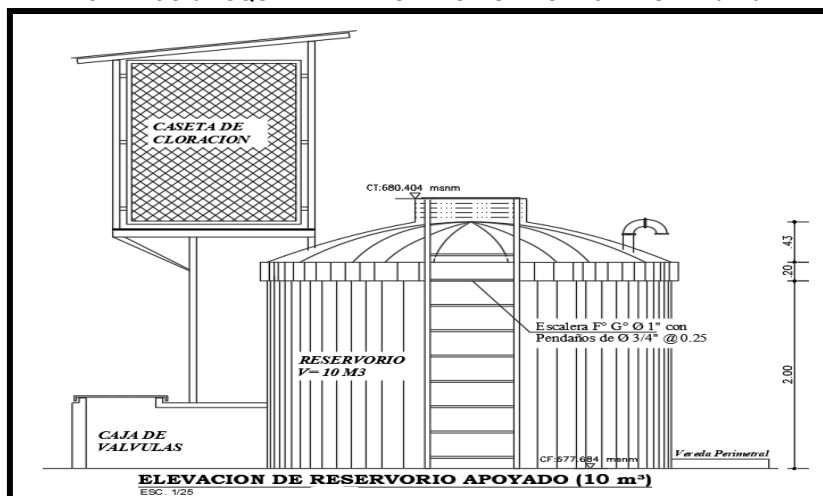 CASETA DE
CLORACION
CT:680.404 msnm
.43
.20
Escalera F° G° Ø 1" con
Pendaños de Ø 3/4" @ 0.25
RESERVORIO
V= 10 M3
2.00
CAJA DE
VALVULAS
CF:677.684 msnm
Vereda Perimetral
ELEVACION DE RESERVORIO APOYADO (10 m³)
ESC. 1/25